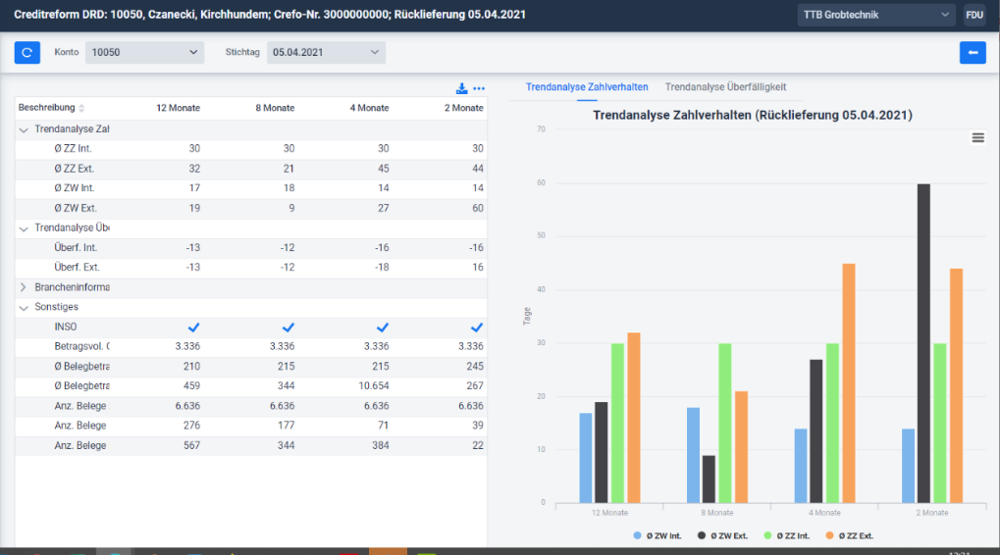 Creditreform DRD: 10050, Czanecki, Kirchhundem; Crefo-Nr. 3000000000; Rücklieferung 05.04.2021
TTB Grobtechnik FDU
Konto 10050 Stichtag 05.04.2021
Beschreibung 12 Monate 8 Monate 4 Monate 2 Monate
Trendanalyse Zah
Ø ZZ Int. 30 30 30 30
Ø ZZ Ext. 32 21 45 44
Ø ZW Int. 17 18 14 14
Ø ZW Ext. 19 9 27 60
Trendanalyse Übe
Überf. Int. -13 -12 -16 -16
Überf. Ext. -13 -12 -18 16
Brancheninforma
Sonstiges
INSO
Betragsvol. 3.336 3.336 3.336 3.336
Ø Belegbetra 210 215 215 245
Ø Belegbetra 459 344 10.654 267
Anz. Belege 6.636 6.636 6.636 6.636
Anz. Belege 276 177 71 39
Anz. Belege 567 344 384 22
Trendanalyse Zahlverhalten Trendanalyse Überfälligkeit
Trendanalyse Zahlverhalten (Rücklieferung 05.04.2021)
70
60
50
40
30
20
10
0
Tage
12 Monate 8 Monate 4 Monate 2 Monate
Ø ZW Int. Ø ZW Ext. Ø ZZ Int. Ø ZZ Ext.